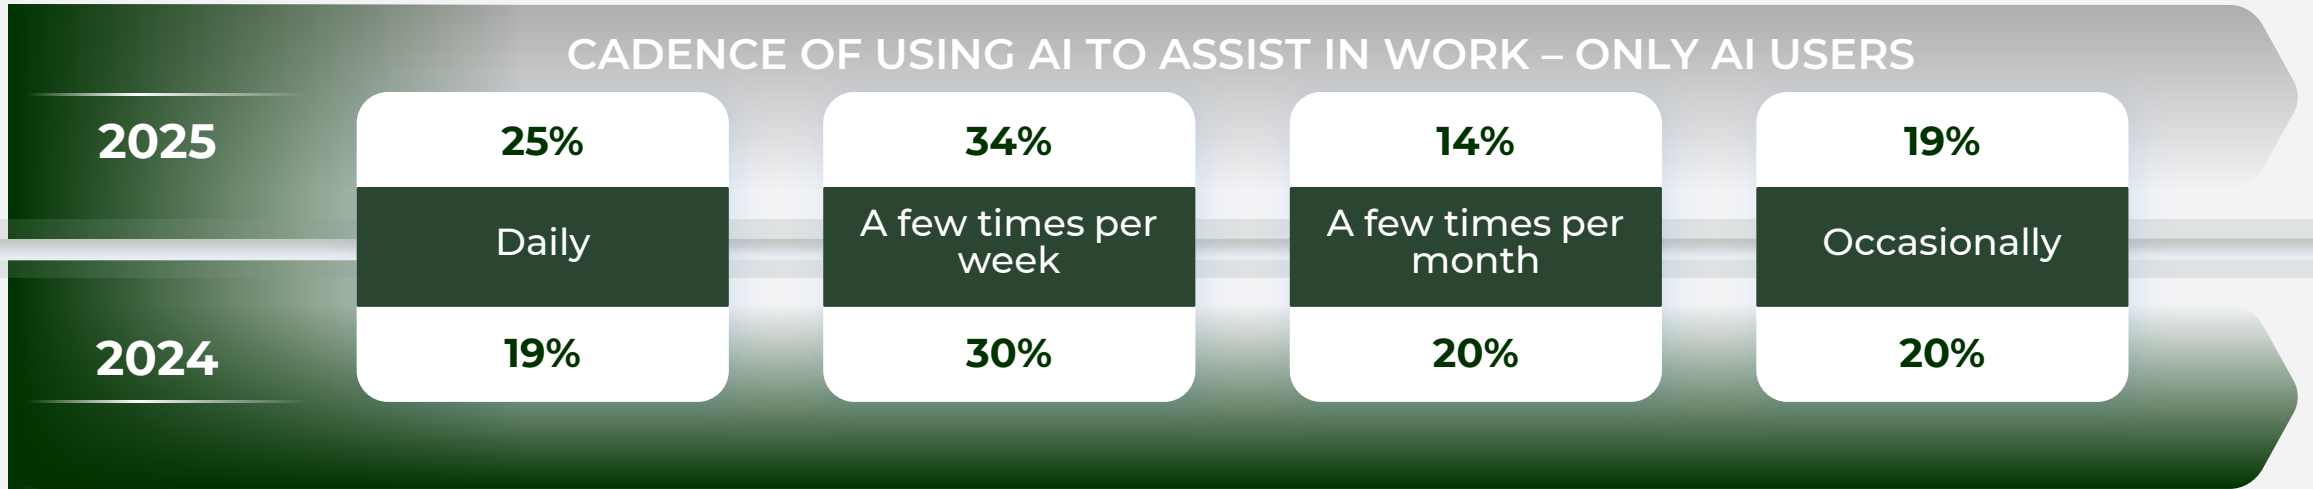 CADENCE OF USING AI TO ASSIST IN WORK – ONLY AI USERS
2025
25%
34%
14%
19%
Daily
A few times per
week
A few times per
month
Occasionally
2024
19%
30%
20%
20%